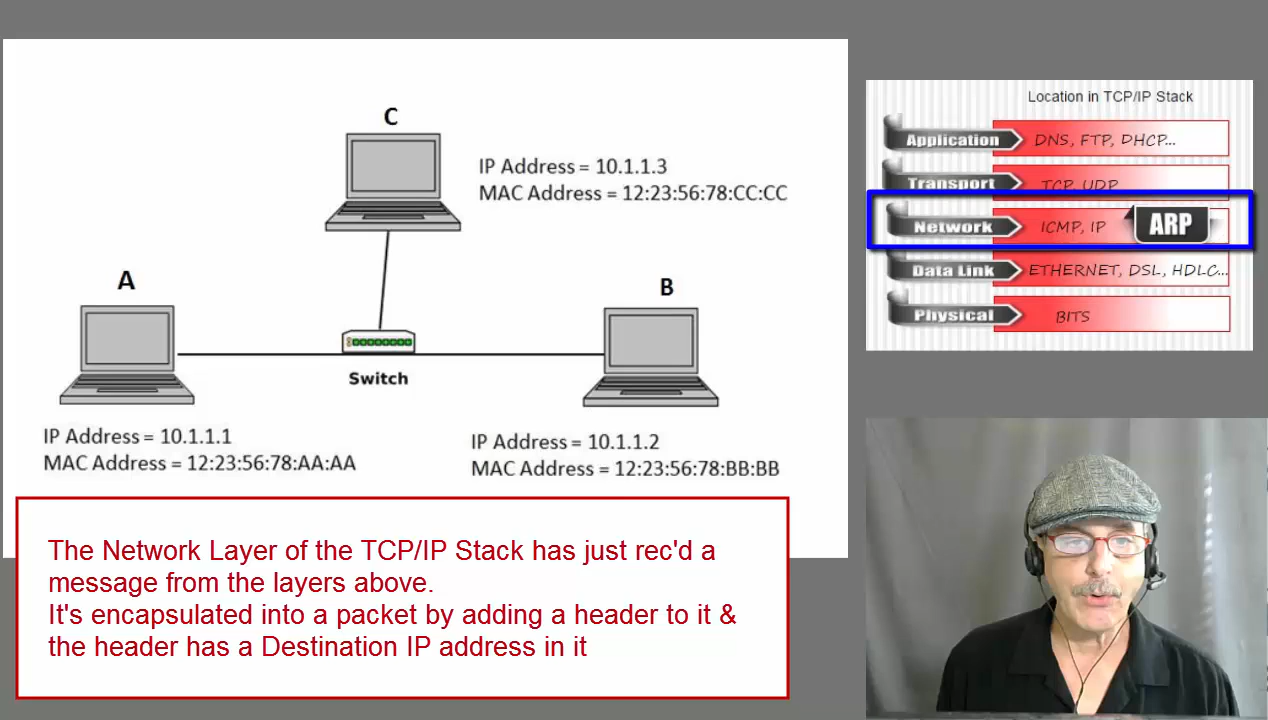 C
IP Address = 10.1.1.3
MAC Address = 12:23:56:78:CC:CC
A
B
Switch
IP Address = 10.1.1.1
MAC Address = 12:23:56:78:AA:AA
IP Address = 10.1.1.2
MAC Address = 12:23:56:78:BB:BB
The Network Layer of the TCP/IP Stack has just rec'd a
message from the layers above.
It's encapsulated into a packet by adding a header to it &
the header has a Destination IP address in it
Location in TCP/IP Stack
Application DNS, FTP, DHCP...
Transport TCP, UDP
Network ICMP, IP ARP
Data Link ETHERNET, DSL, HDLC...
Physical BITS